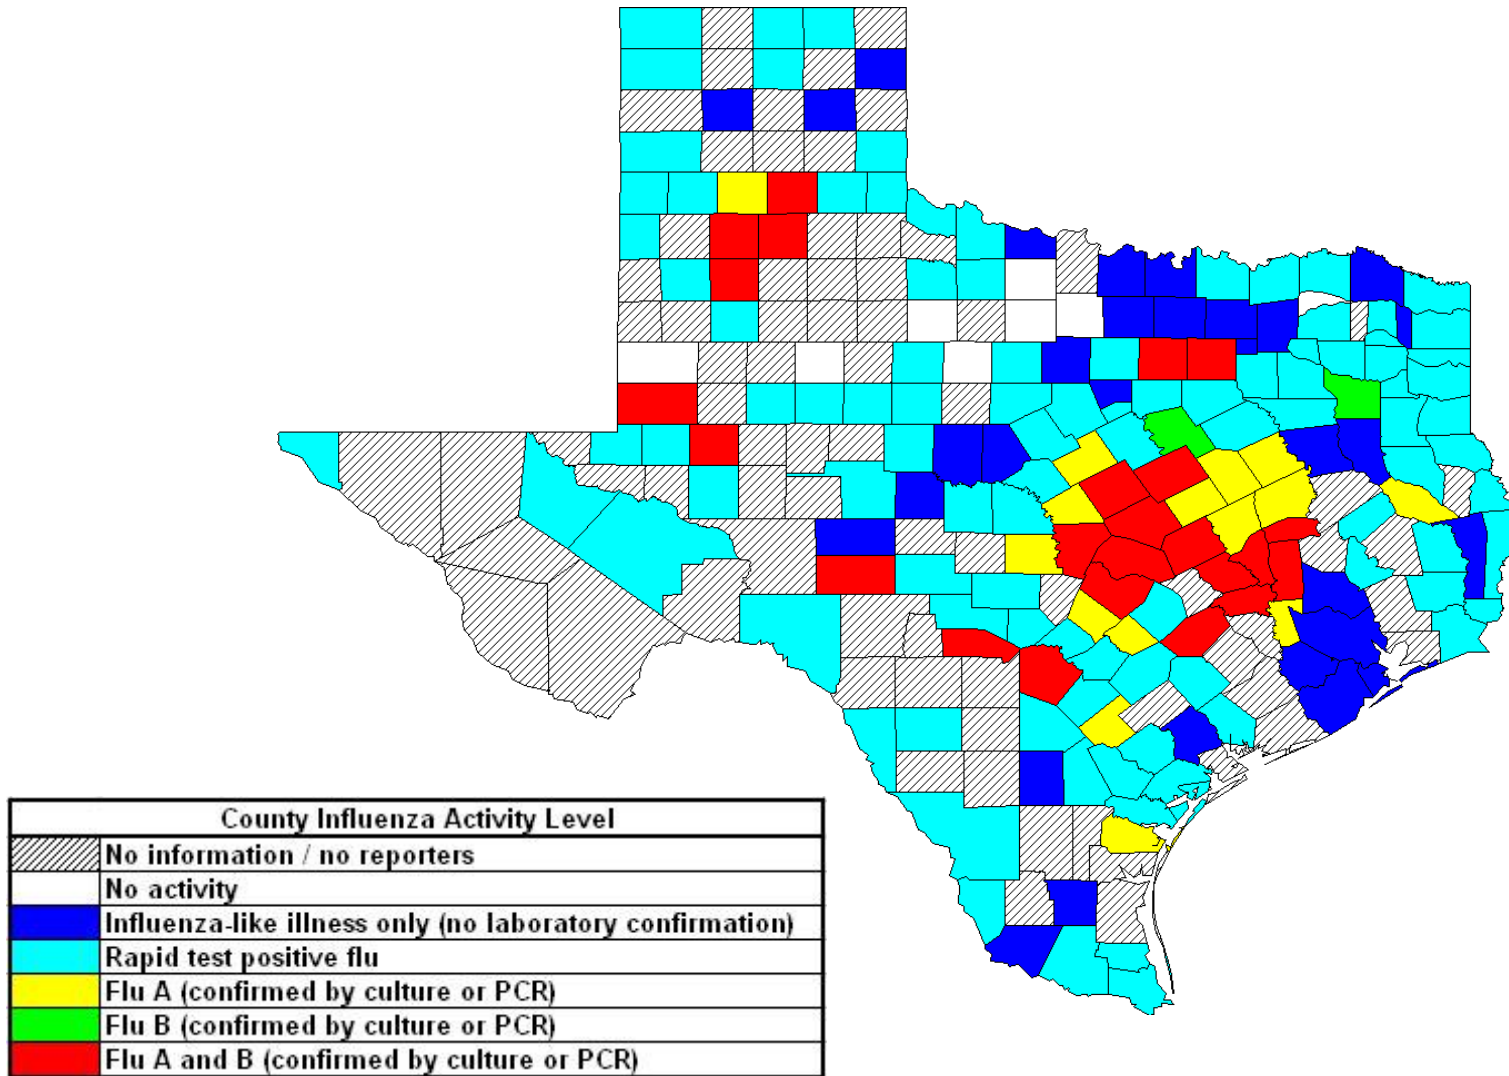 County Influenza Activity Level
No information / no reporters
No activity
Influenza-like illness only (no laboratory confirmation)
Rapid test positive flu
Flu A (confirmed by culture or PCR)
Flu B (confirmed by culture or PCR)
Flu A and B (confirmed by culture or PCR)